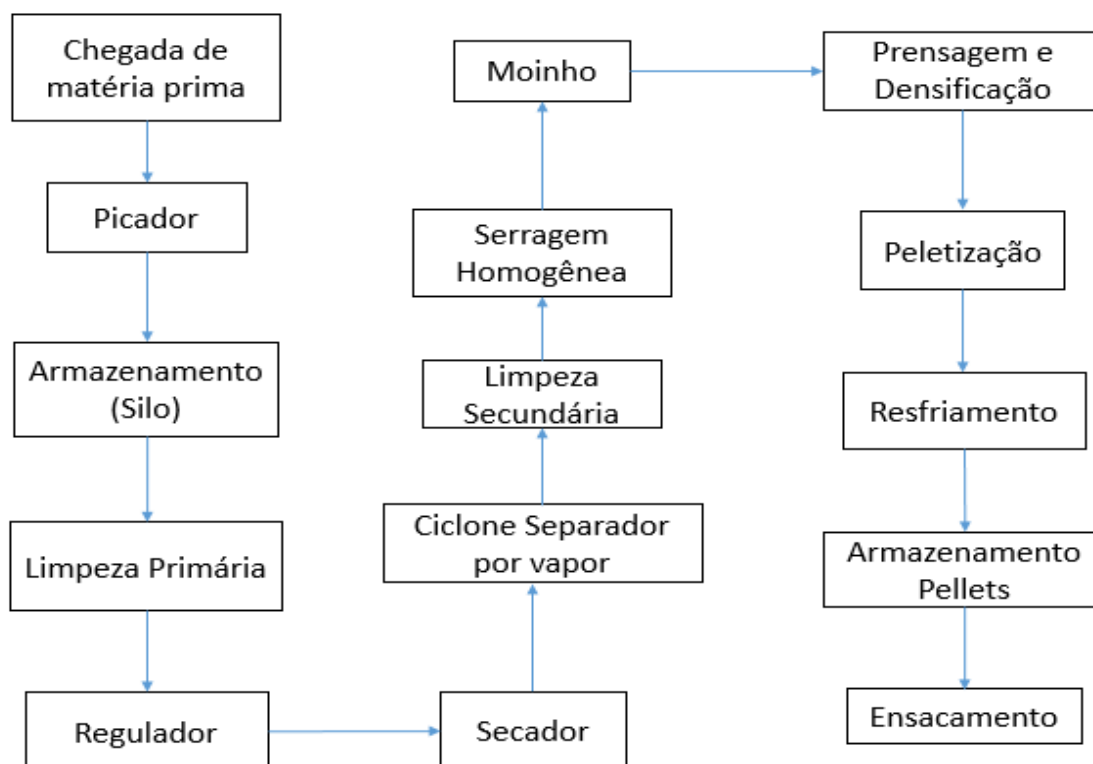 Chegada de
matéria prima
Picador
Armazenamento
(Silo)
Limpeza Primária
Regulador
Secador
Ciclone Separador
por vapor
Limpeza
Secundária
Serragem
Homogênea
Moinho
Prensagem e
Densificação
Peletização
Resfriamento
Armazenamento
Pellets
Ensacamento